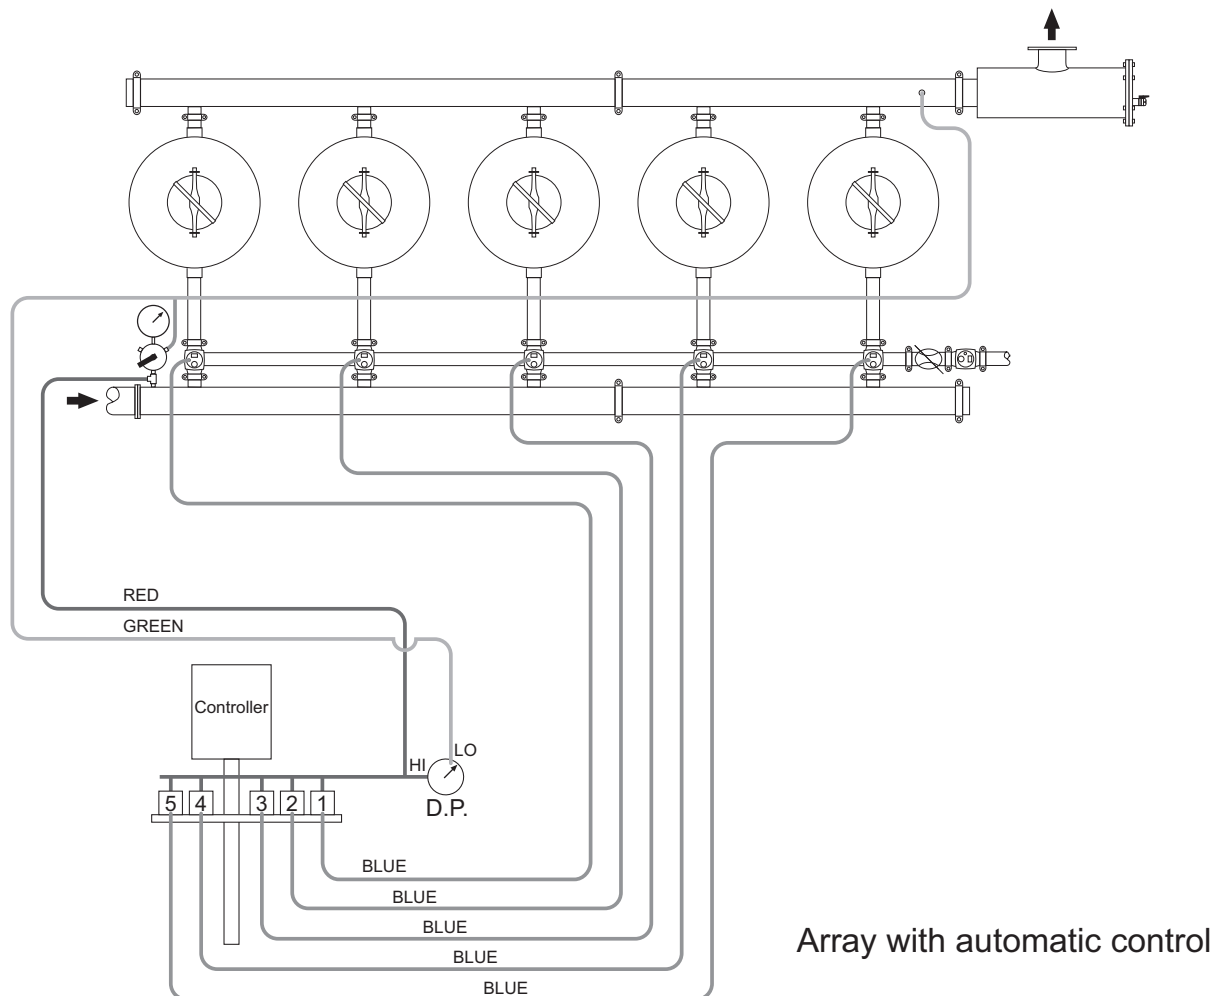 RED
GREEN
Controller
HI
LO
D.P.
5 4 3 2 1
BLUE
BLUE
BLUE
BLUE
BLUE
Array with automatic control